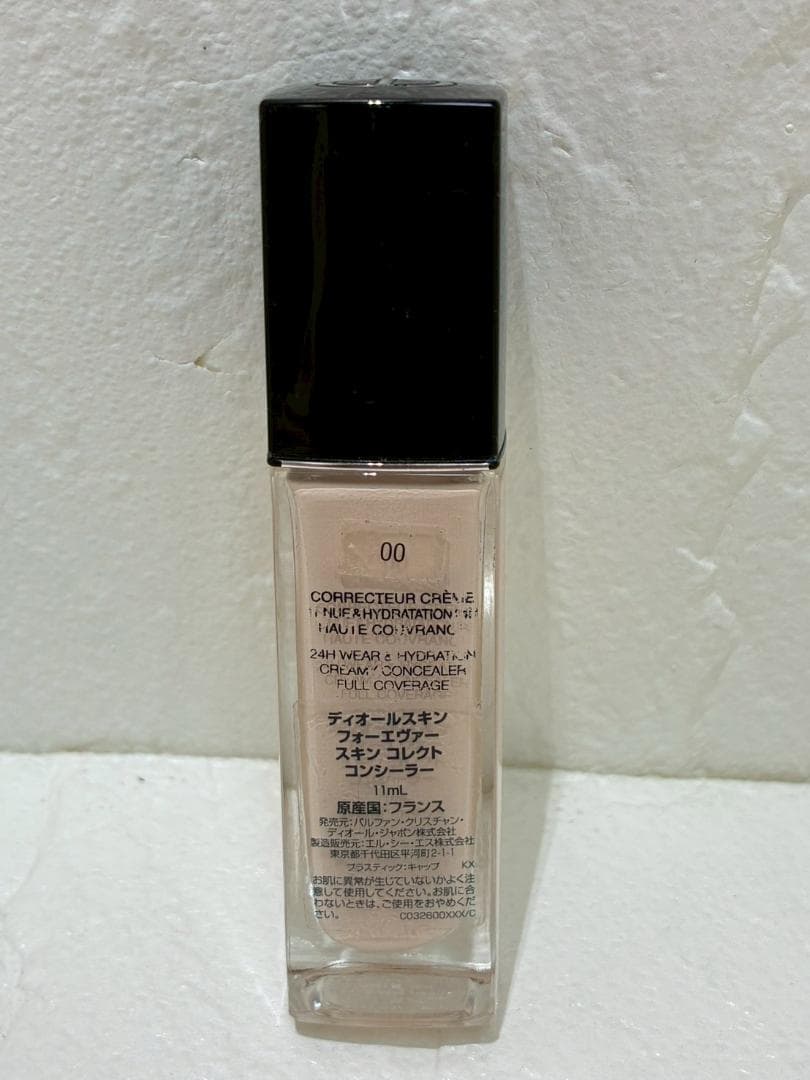 00
CORRECTEUR CRÈME
NUE & HYDRATATION
HAUTE COUVRANC
24H WEAR & HYDRATION
CREAMY CONCEALER
FULL COVERAGE
ディオールスキン
フォーエヴァー
スキン コレクト
コンシーラー
11mL
原産国:フランス
発売元:パルファン・クリスチャン・
ディオール・ジャポン株式会社
製造販売元:エル・シー・エス株式会社
東京都千代田区平河町2-1-1
プラスティック:キャップ KX
お肌に異常が生じていないかよく注
意して使用してください。お肌に合
わないときは、ご使用をおやめくだ
さい。 C032600XXX/C